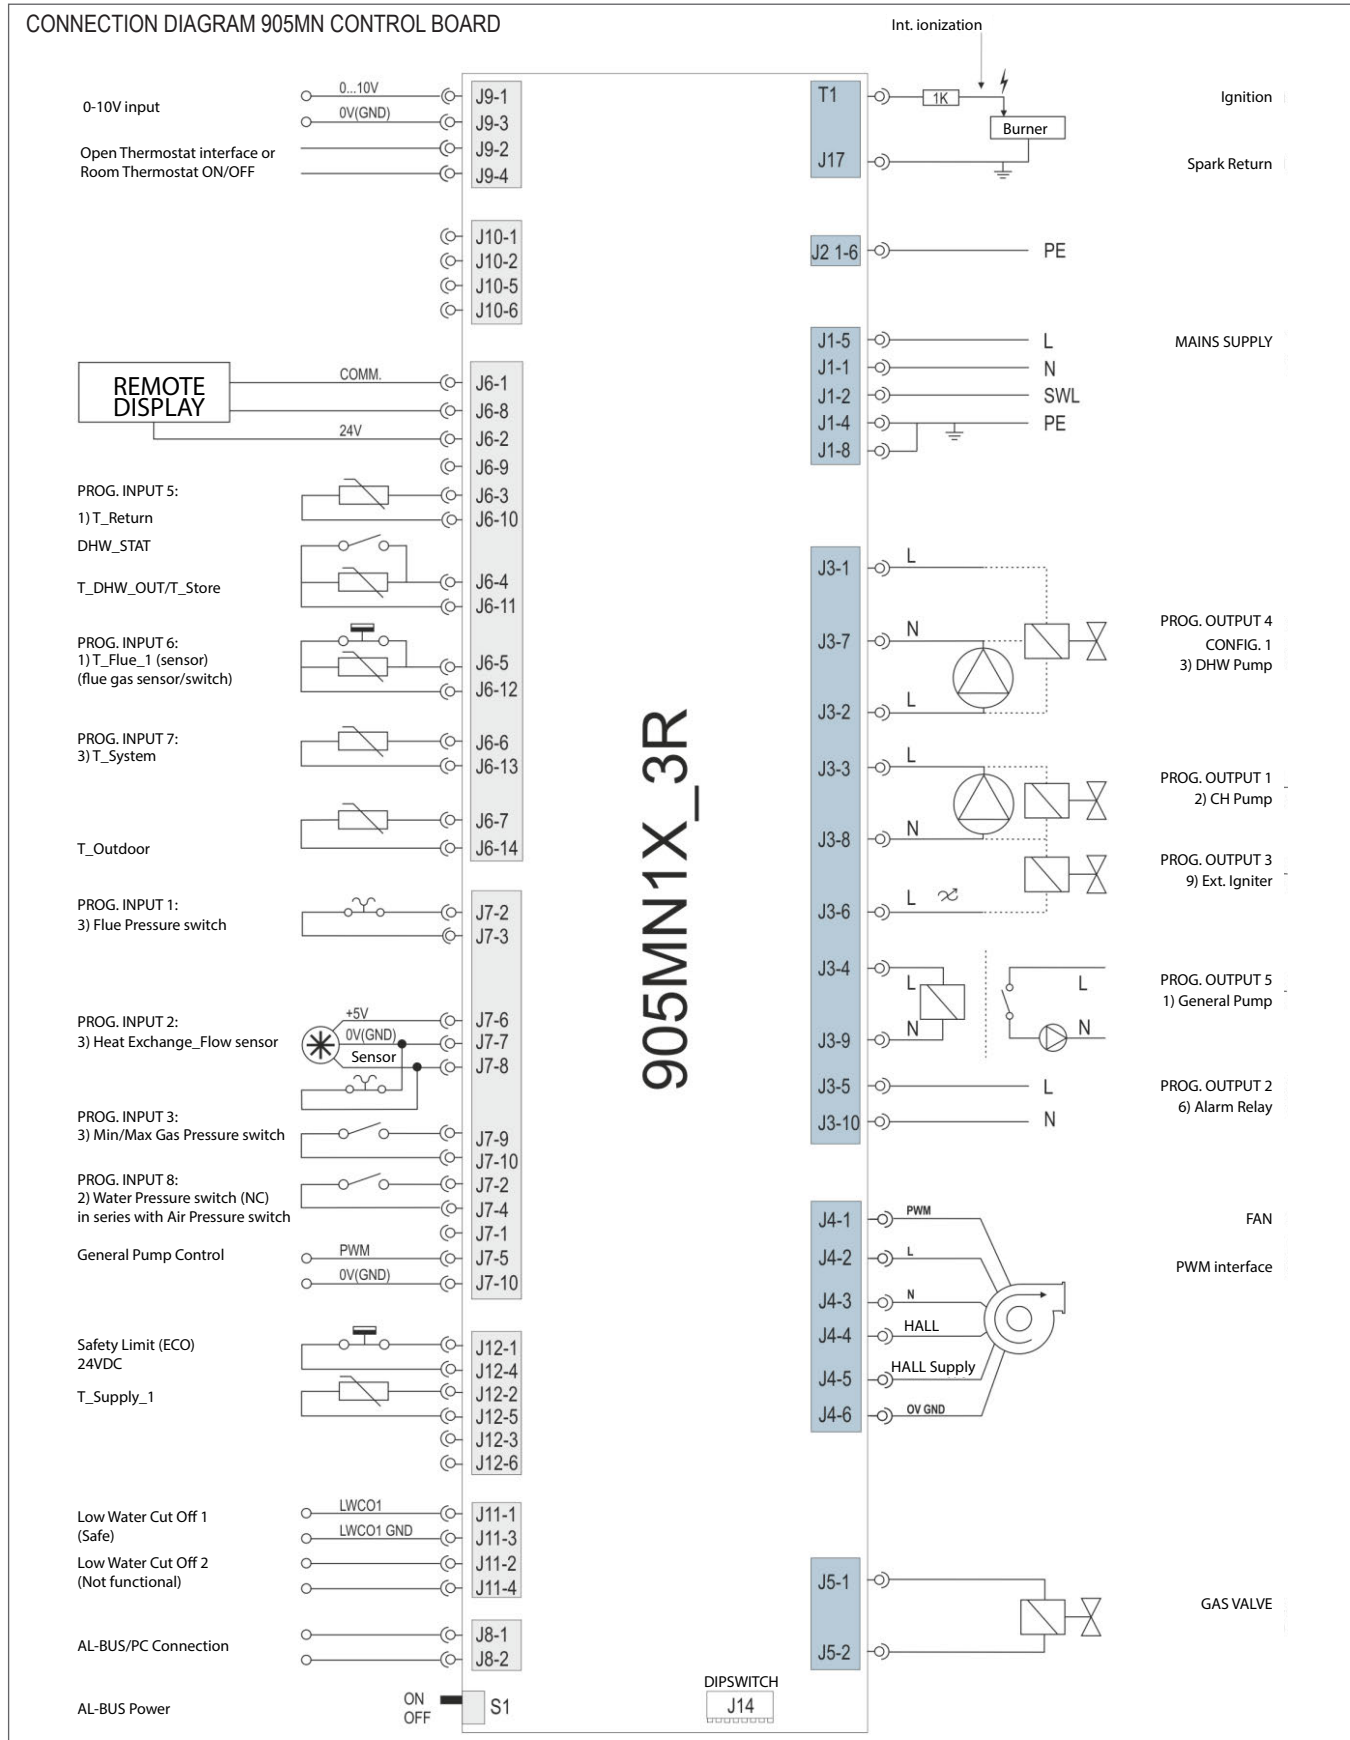 CONNECTION DIAGRAM 905MN CONTROL BOARD
0-10V input
0...10V
J9-1
0V(GND)
J9-3
Open Thermostat interface or
Room Thermostat ON/OFF
J9-2
J9-4
J10-1
J10-2
J10-5
J10-6
REMOTE
DISPLAY
COMM.
J6-1
J6-8
24V
J6-2
J6-9
PROG. INPUT 5:
1) T_Return
J6-3
J6-10
DHW_STAT
T_DHW_OUT/T_Store
J6-4
J6-11
PROG. INPUT 6:
1) T_Flue_1 (sensor)
(flue gas sensor/switch)
J6-5
J6-12
PROG. INPUT 7:
3) T_System
J6-6
J6-13
T_Outdoor
J6-7
J6-14
PROG. INPUT 1:
3) Flue Pressure switch
J7-2
J7-3
PROG. INPUT 2:
3) Heat Exchange_Flow sensor
+5V
0V(GND)
Sensor
J7-6
J7-7
J7-8
PROG. INPUT 3:
3) Min/Max Gas Pressure switch
J7-9
J7-10
PROG. INPUT 8:
2) Water Pressure switch (NC)
in series with Air Pressure switch
J7-2
J7-4
J7-1
General Pump Control
PWM
J7-5
0V(GND)
J7-10
Safety Limit (ECO)
24VDC
J12-1
J12-4
T_Supply_1
J12-2
J12-5
J12-3
J12-6
Low Water Cut Off 1
(Safe)
LWCO1
J11-1
LWCO1 GND
J11-3
Low Water Cut Off 2
(Not functional)
J11-2
J11-4
AL-BUS/PC Connection
J8-1
J8-2
AL-BUS Power
ON
OFF
S1
905MN1X_3R
DIPSWITCH
J14
Int. ionization
T1
1K
Ignition
Burner
J17
Spark Return
J2 1-6
PE
J1-5
L
MAINS SUPPLY
J1-1
N
J1-2
SWL
J1-4
PE
J1-8
J3-1
L
J3-7
N
J3-2
L
PROG. OUTPUT 4
CONFIG. 1
3) DHW Pump
J3-3
L
J3-8
N
PROG. OUTPUT 1
2) CH Pump
J3-6
L
PROG. OUTPUT 3
9) Ext. Igniter
J3-4
L
L
J3-9
N
N
PROG. OUTPUT 5
1) General Pump
J3-5
L
J3-10
N
PROG. OUTPUT 2
6) Alarm Relay
J4-1
PWM
FAN
J4-2
L
PWM interface
J4-3
N
J4-4
HALL
J4-5
HALL Supply
J4-6
OV GND
J5-1
J5-2
GAS VALVE